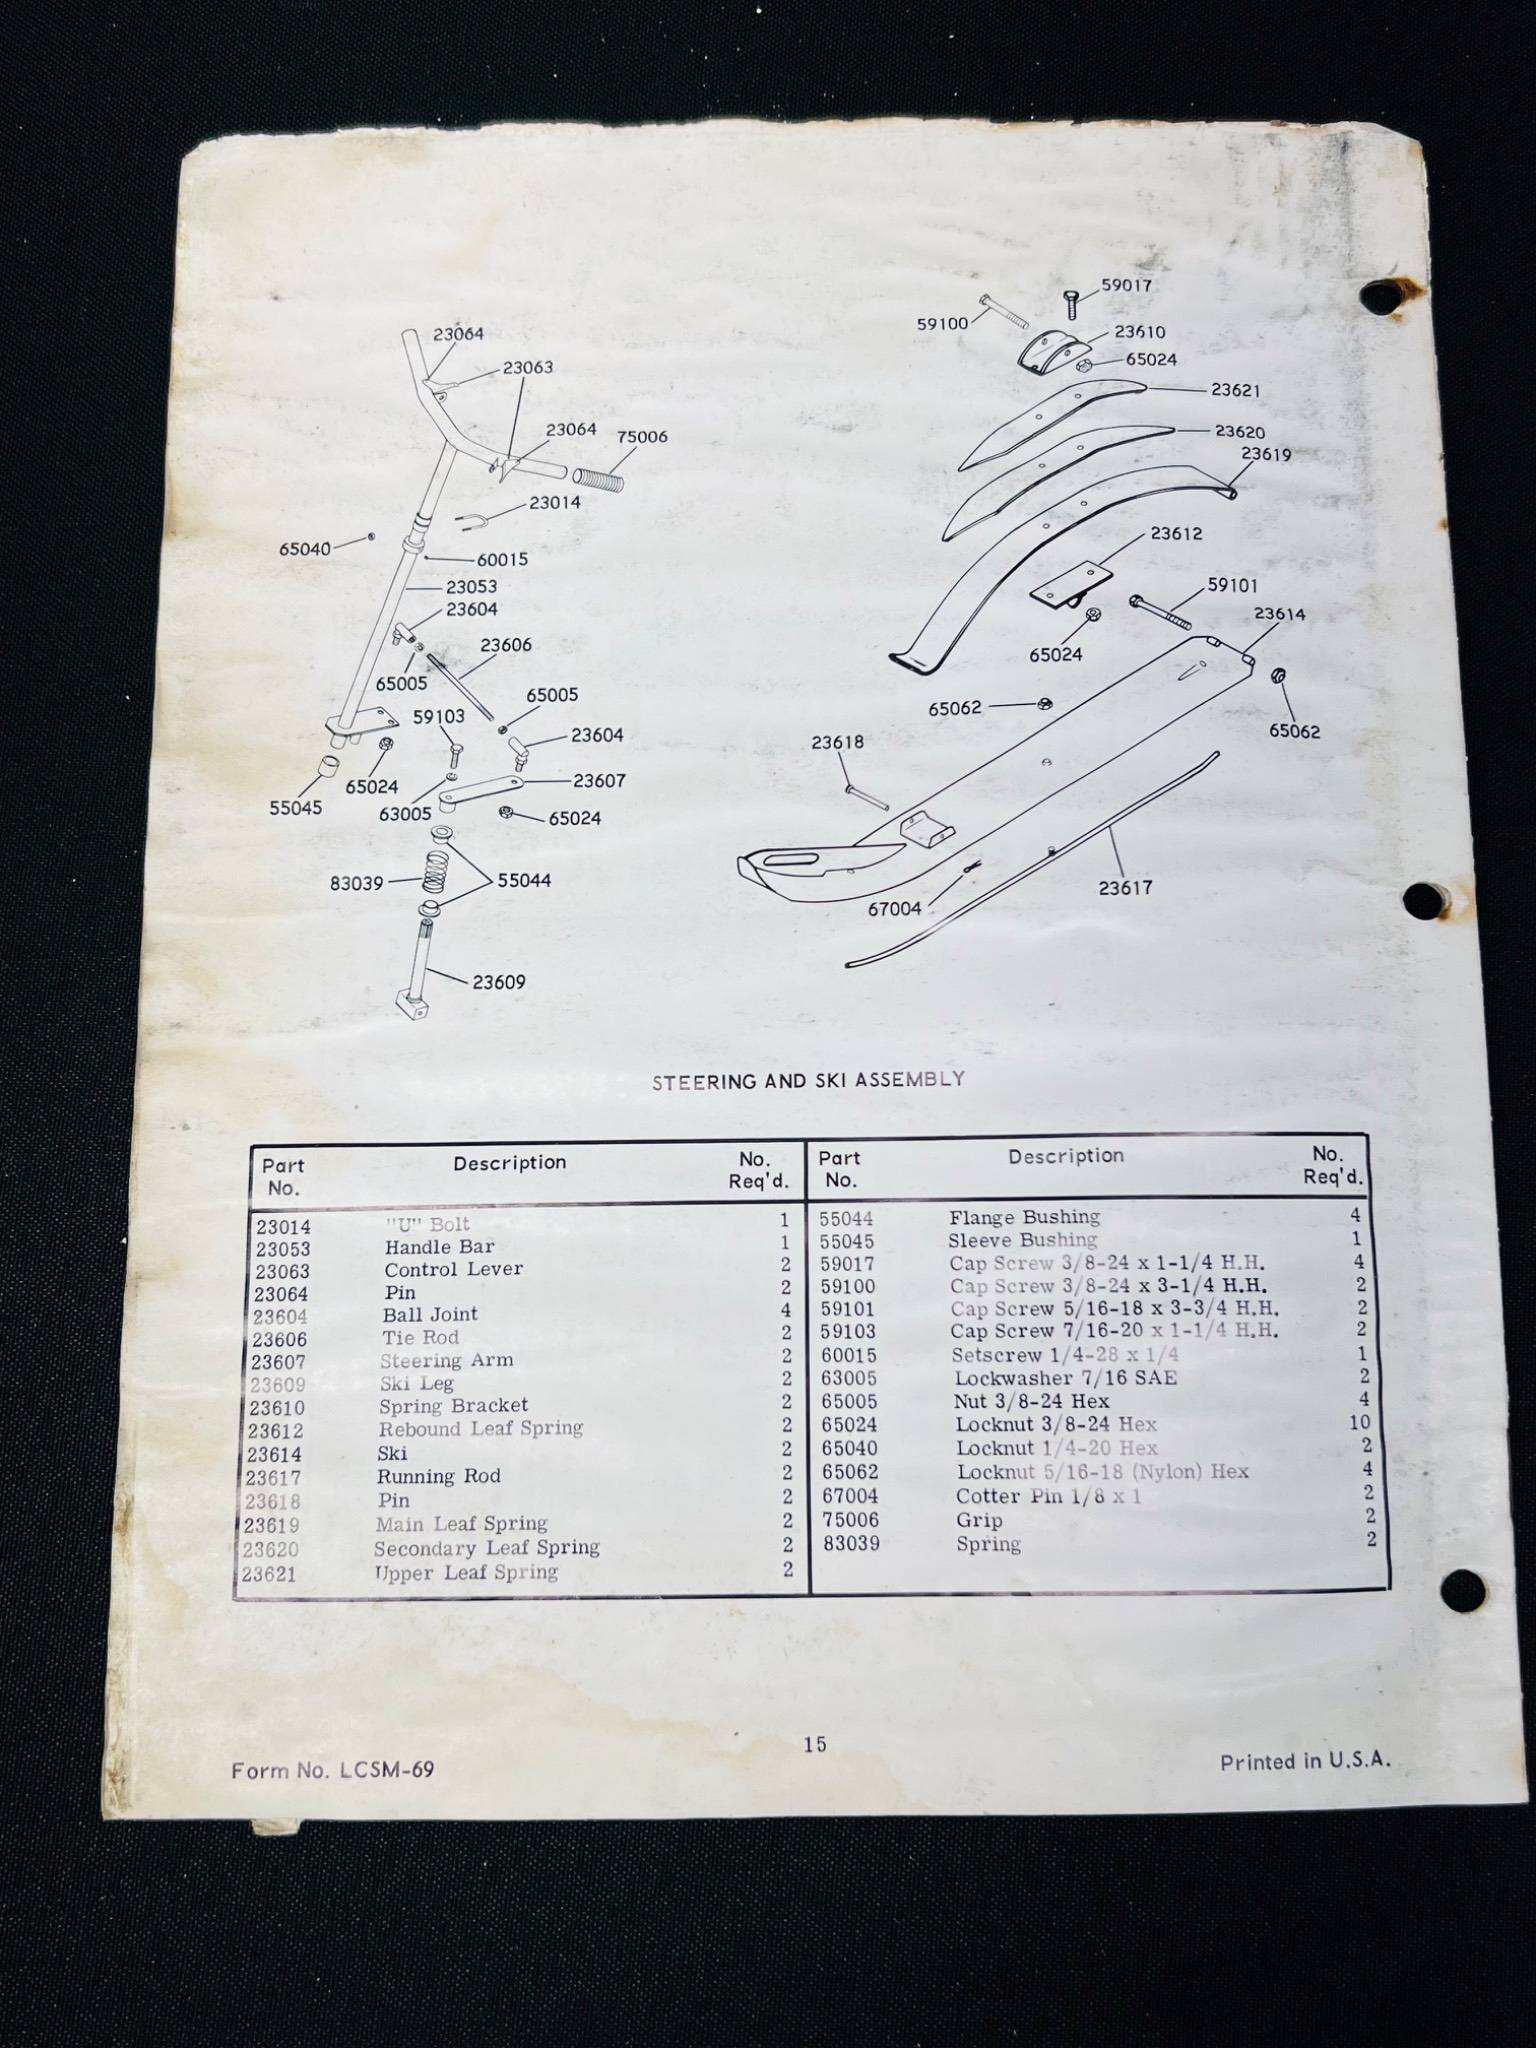 59017
59100
23610
65024
23064
23063
23621
23064
75006
23620
23619
23014
23612
65040
60015
23053
59101
23604
23614
23606
65024
65005
65005
59103
65062
65062
23604
23618
65024
23607
55045
63005
65024
83039
55044
23617
67004
23609
STEERING AND SKI ASSEMBLY
Part No. Description No. Req'd.
23014 "U" Bolt 1
23053 Handle Bar 1
23063 Control Lever 2
23064 Pin 2
23604 Ball Joint 4
23606 Tie Rod 2
23607 Steering Arm 2
23609 Ski Leg 2
23610 Spring Bracket 2
23612 Rebound Leaf Spring 2
23614 Ski 2
23617 Running Rod 2
23618 Pin 2
23619 Main Leaf Spring 2
23620 Secondary Leaf Spring 2
23621 Upper Leaf Spring 2
Part No. Description No. Req'd.
55044 Flange Bushing 4
55045 Sleeve Bushing 1
59017 Cap Screw 3/8-24 x 1-1/4 H.H. 4
59100 Cap Screw 3/8-24 x 3-1/4 H.H. 2
59101 Cap Screw 5/16-18 x 3-3/4 H.H. 2
59103 Cap Screw 7/16-20 x 1-1/4 H.H. 2
60015 Setscrew 1/4-28 x 1/4 1
63005 Lockwasher 7/16 SAE 2
65005 Nut 3/8-24 Hex 4
65024 Locknut 3/8-24 Hex 10
65040 Locknut 1/4-20 Hex 2
65062 Locknut 5/16-18 (Nylon) Hex 4
67004 Cotter Pin 1/8 x 1 2
75006 Grip 2
83039 Spring 2
15
Form No. LCSM-69
Printed in U.S.A.